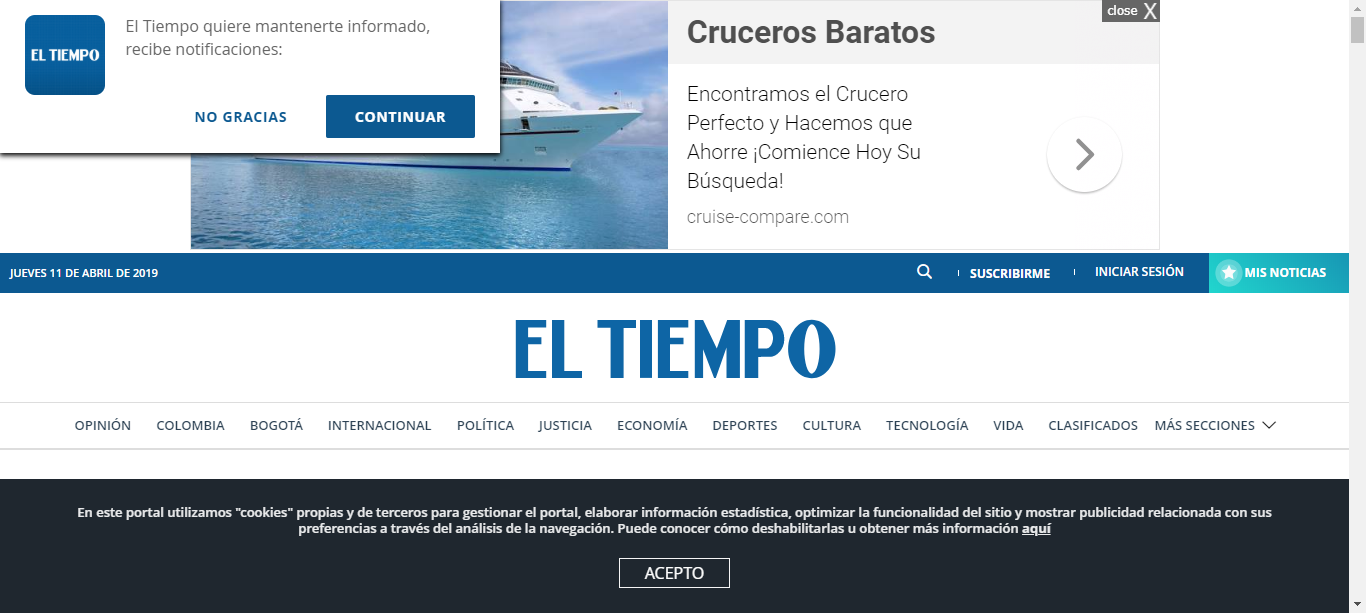 El Tiempo quiere mantenerte informado,
recibe notificaciones:
EL TIEMPO
NO GRACIAS
CONTINUAR
close X
Cruceros Baratos
Encontramos el Crucero
Perfecto y Hacemos que
Ahorre ¡Comience Hoy Su
Búsqueda!
cruise-compare.com
JUEVES 11 DE ABRIL DE 2019
SUSCRIBIRME
INICIAR SESIÓN
MIS NOTICIAS
EL TIEMPO
OPINIÓN COLOMBIA BOGOTÁ INTERNACIONAL POLÍTICA JUSTICIA ECONOMÍA DEPORTES CULTURA TECNOLOGÍA VIDA CLASIFICADOS MÁS SECCIONES
En este portal utilizamos "cookies" propias y de terceros para gestionar el portal, elaborar información estadística, optimizar la funcionalidad del sitio y mostrar publicidad relacionada con sus
preferencias a través del análisis de la navegación. Puede conocer cómo deshabilitarlas u obtener más información aquí
ACEPTO